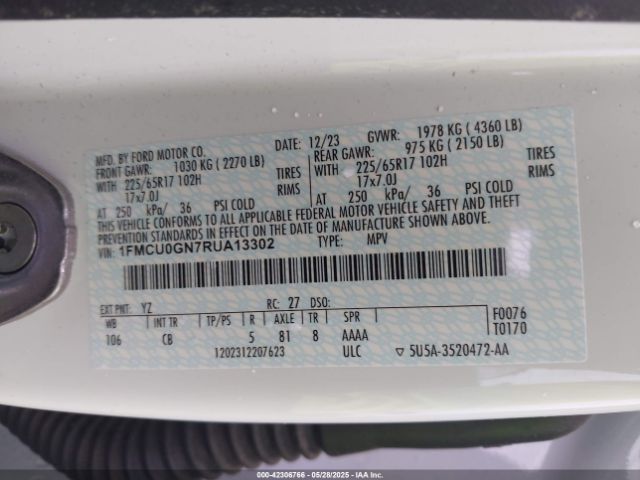 MFD. BY FORD MOTOR CO.
DATE: 12/23 GVWR: 1978 KG ( 4360 LB)
FRONT GAWR: 1030 KG ( 2270 LB) REAR GAWR: 975 KG ( 2150 LB)
WITH 225/65R17 102H TIRES WITH 225/65R17 102H TIRES
17x7.0J RIMS 17x7.0J RIMS
AT 250 kPa/ 36 PSI COLD AT 250 kPa/ 36 PSI COLD
THIS VEHICLE CONFORMS TO ALL APPLICABLE FEDERAL MOTOR VEHICLE SAFETY AND
THEFT PREVENTION STANDARDS IN EFFECT ON THE DATE OF MANUFACTURE SHOWN ABOVE.
VIN: 1FMCU0GN7RUA13302 TYPE: MPV
EXT PNT: YZ RC: 27 DSO:
WB INT TR TP/PS R AXLE TR SPR F0076
106 CB 5 81 8 AAAA T0170
1202312207623 ULC 5U5A-3520472-AA
000-42306766 - 05/28/2025 - IAAI.COM